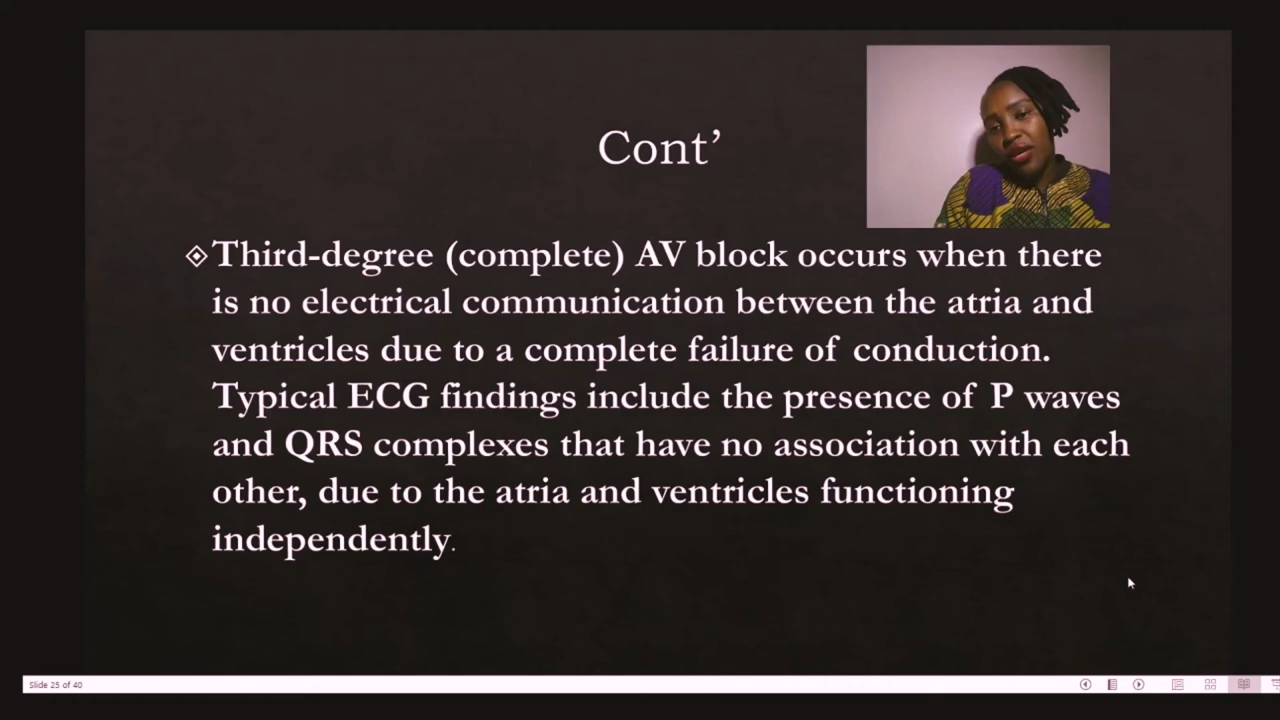 Cont’
Third-degree (complete) AV block occurs when there
is no electrical communication between the atria and
ventricles due to a complete failure of conduction.
Typical ECG findings include the presence of P waves
and QRS complexes that have no association with each
other, due to the atria and ventricles functioning
independently.
Slide 25 of 40